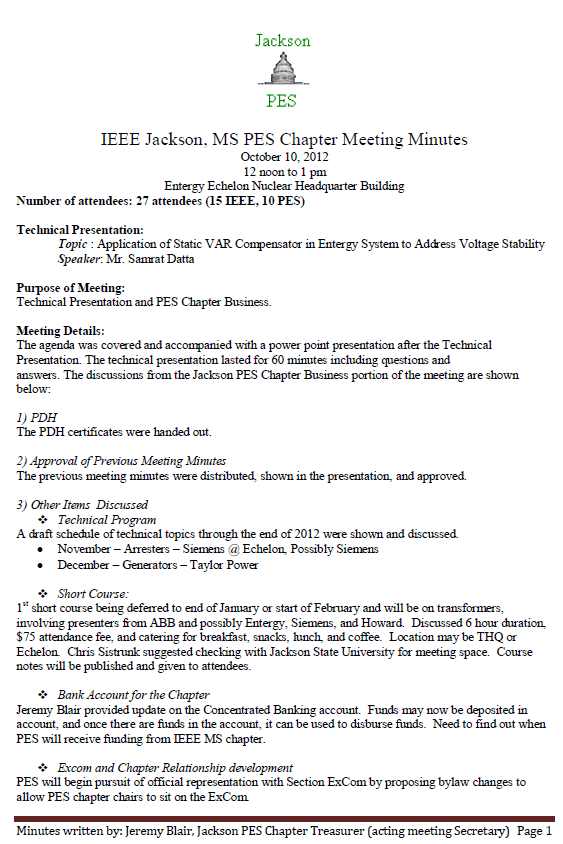 Jackson
PES
IEEE Jackson, MS PES Chapter Meeting Minutes
October 10, 2012
12 noon to 1 pm
Entergy Echelon Nuclear Headquarter Building
Number of attendees: 27 attendees (15 IEEE, 10 PES)
Technical Presentation:
Topic : Application of Static VAR Compensator in Entergy System to Address Voltage Stability
Speaker: Mr. Samrat Datta
Purpose of Meeting:
Technical Presentation and PES Chapter Business.
Meeting Details:
The agenda was covered and accompanied with a power point presentation after the Technical
Presentation. The technical presentation lasted for 60 minutes including questions and
answers. The discussions from the Jackson PES Chapter Business portion of the meeting are shown
below:
1) PDH
The PDH certificates were handed out.
2) Approval of Previous Meeting Minutes
The previous meeting minutes were distributed, shown in the presentation, and approved.
3) Other Items Discussed
❖ Technical Program
A draft schedule of technical topics through the end of 2012 were shown and discussed.
• November – Arresters – Siemens @ Echelon, Possibly Siemens
• December – Generators – Taylor Power
❖ Short Course:
1st short course being deferred to end of January or start of February and will be on transformers,
involving presenters from ABB and possibly Entergy, Siemens, and Howard. Discussed 6 hour duration,
$75 attendance fee, and catering for breakfast, snacks, lunch, and coffee. Location may be THQ or
Echelon. Chris Sistrunk suggested checking with Jackson State University for meeting space. Course
notes will be published and given to attendees.
❖ Bank Account for the Chapter
Jeremy Blair provided update on the Concentrated Banking account. Funds may now be deposited in
account, and once there are funds in the account, it can be used to disburse funds. Need to find out when
PES will receive funding from IEEE MS chapter.
❖ Excom and Chapter Relationship development
PES will begin pursuit of official representation with Section ExCom by proposing bylaw changes to
allow PES chapter chairs to sit on the ExCom.
Minutes written by: Jeremy Blair, Jackson PES Chapter Treasurer (acting meeting Secretary) Page 1